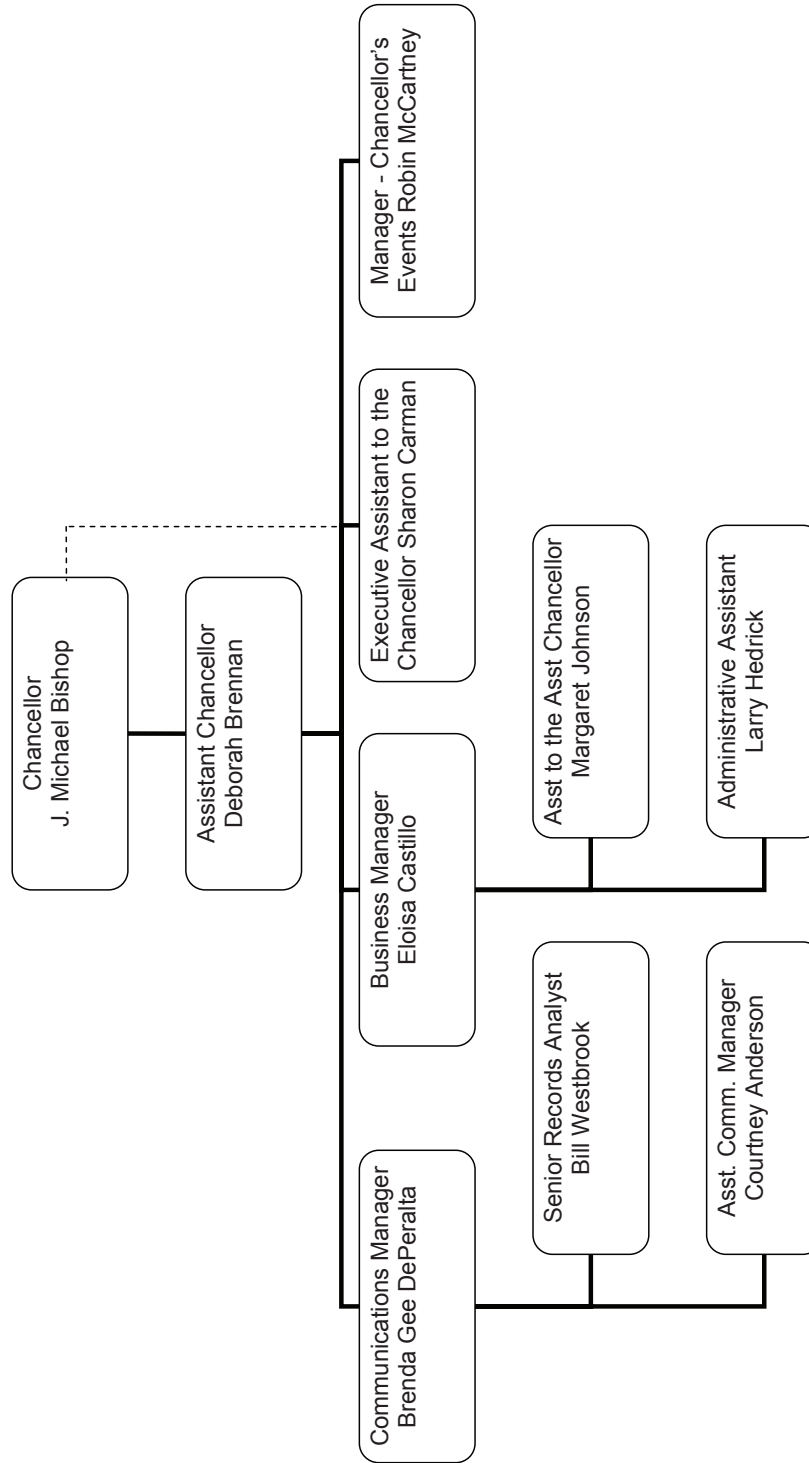 Chancellor
J. Michael Bishop
Assistant Chancellor
Deborah Brennan
Communications Manager
Brenda Gee DePeralta
Business Manager
Eloisa Castillo
Executive Assistant to the
Chancellor Sharon Carman
Manager - Chancellor's
Events Robin McCartney
Senior Records Analyst
Bill Westbrook
Asst to the Asst Chancellor
Margaret Johnson
Asst. Comm. Manager
Courtney Anderson
Administrative Assistant
Larry Hedrick